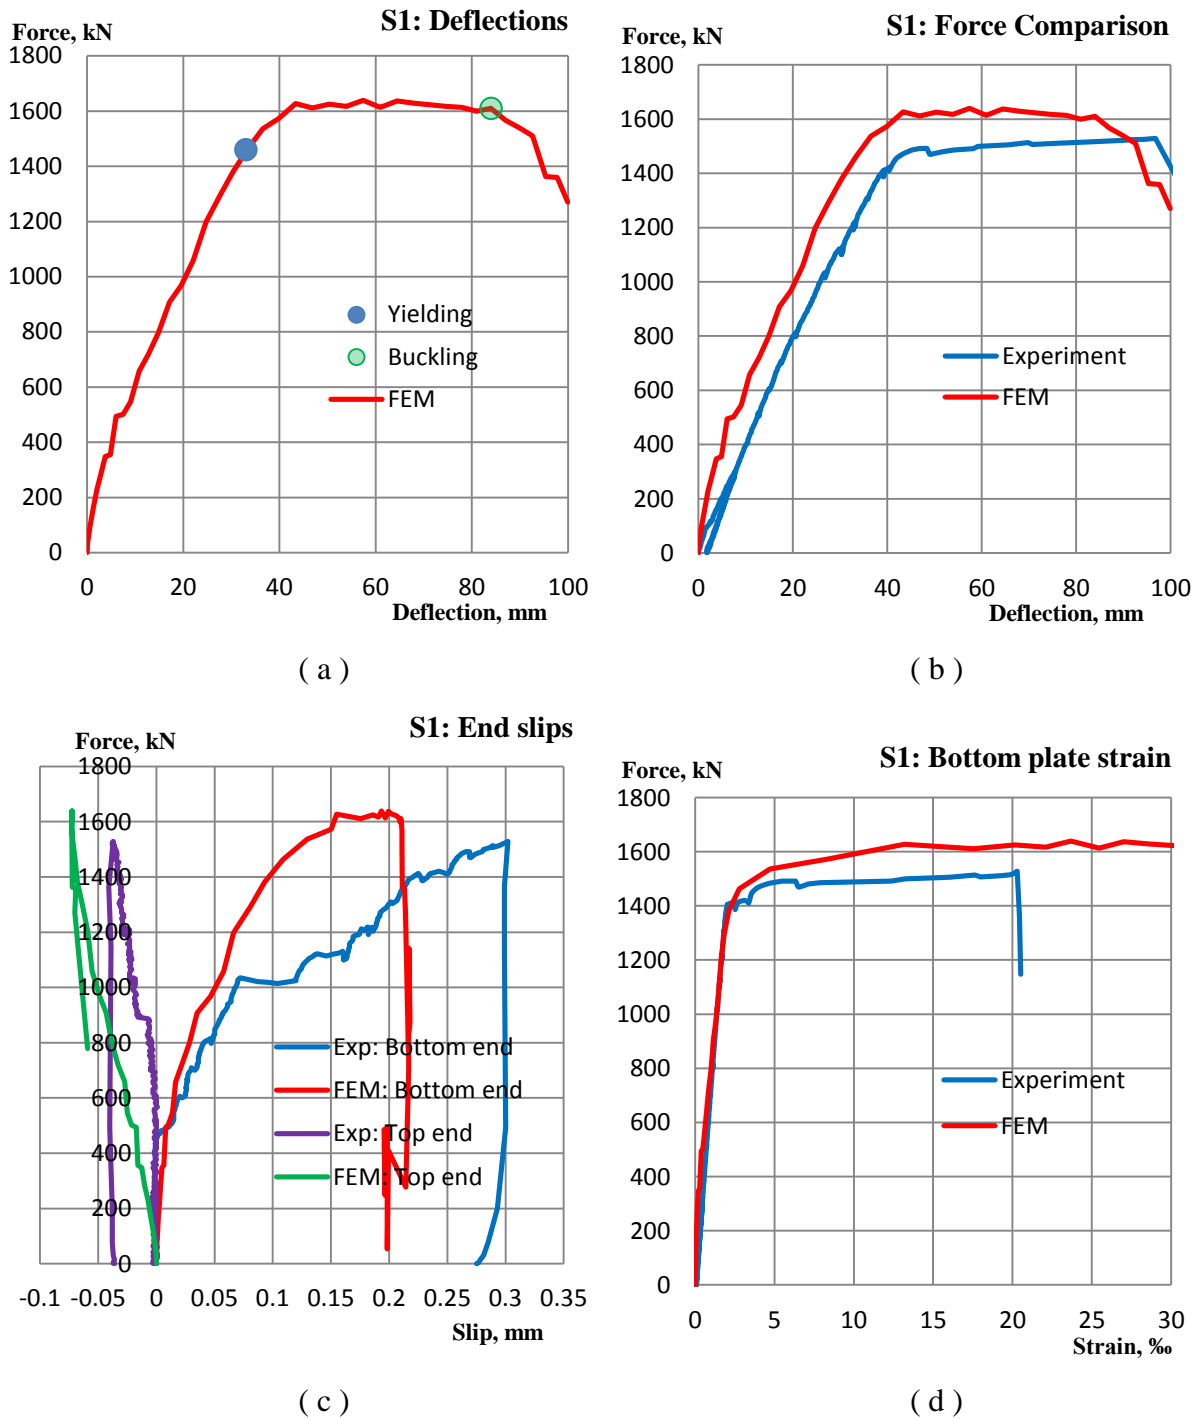 S1: Deflections
Force, kN
1800
1600
1400
1200
1000
800
600
400
200
0
0 20 40 60 80 100
Deflection, mm
Yielding
Buckling
FEM
( a )
S1: Force Comparison
Force, kN
1800
1600
1400
1200
1000
800
600
400
200
0
0 20 40 60 80 100
Deflection, mm
Experiment
FEM
( b )
S1: End slips
Force, kN
1800
1600
1400
1200
1000
800
600
400
200
0
-0.1 -0.05 0 0.05 0.1 0.15 0.2 0.25 0.3 0.35
Slip, mm
Exp: Bottom end
FEM: Bottom end
Exp: Top end
FEM: Top end
( c )
S1: Bottom plate strain
Force, kN
1800
1600
1400
1200
1000
800
600
400
200
0
0 5 10 15 20 25 30
Strain, ‰
Experiment
FEM
( d )